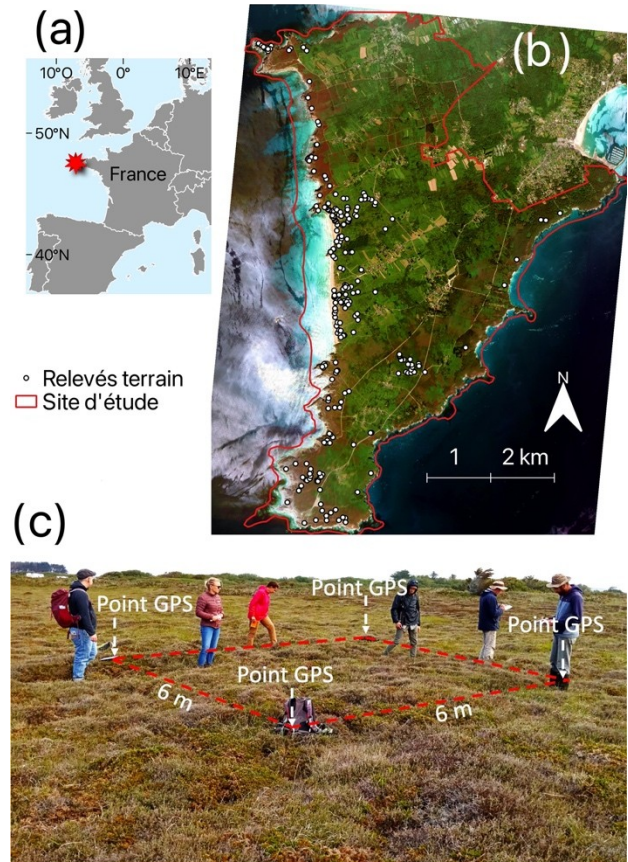 (a)
10°O 0° 10°E
50°N
France
40°N
Relevés terrain
Site d'étude
(b)
N
1 2 km
(c)
Point GPS
Point GPS
Point GPS
Point GPS
6 m
6 m